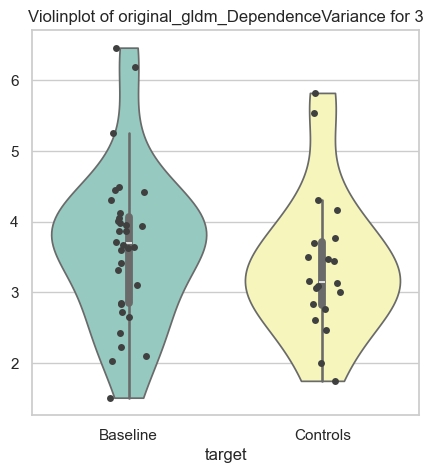 Violinplot of original_gldm_DependenceVariance for 3
6
5
4
3
2
Baseline
Controls
target